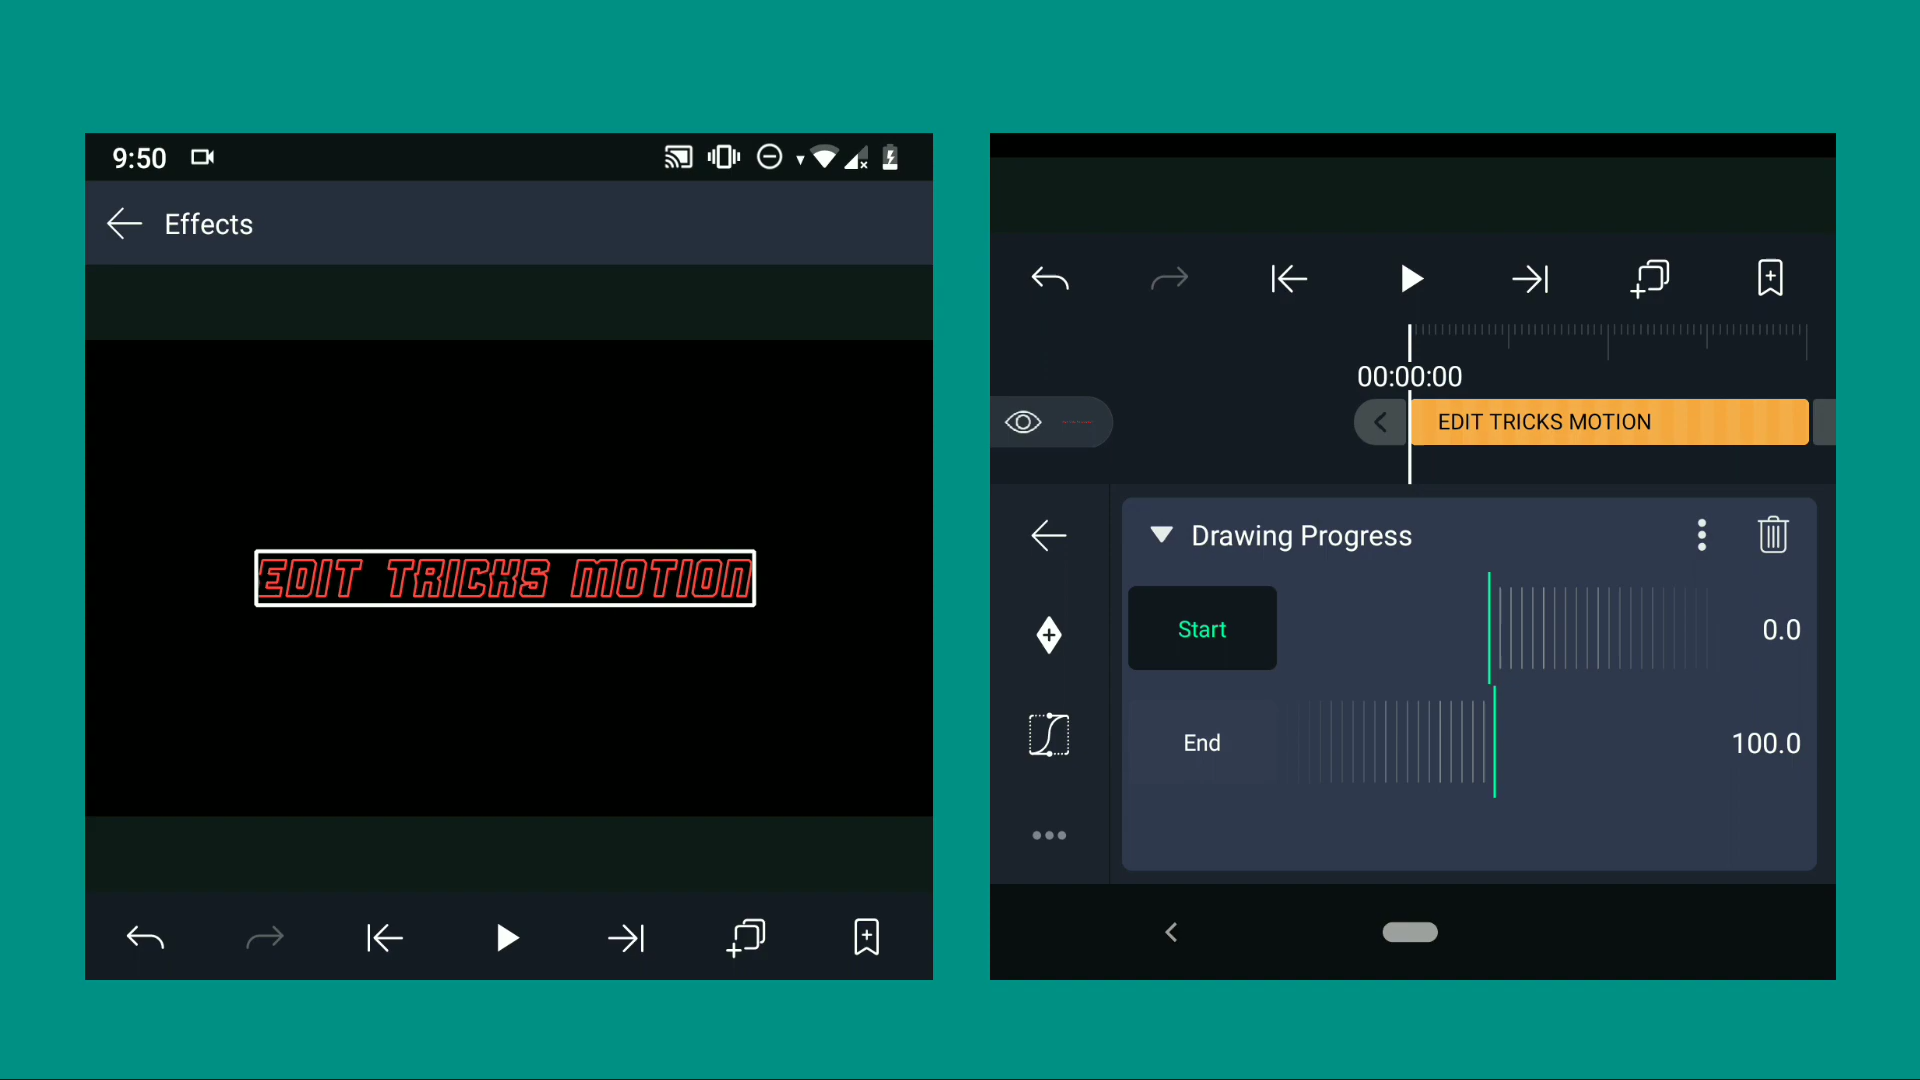 9:50
Effects
EDIT TRICKS MOTION
00:00:00
EDIT TRICKS MOTION
Drawing Progress
Start
0.0
End
100.0